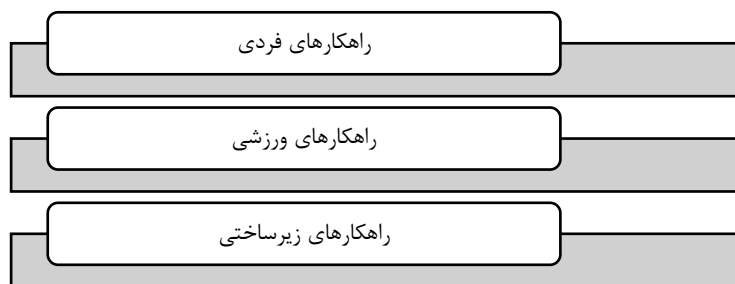 راهکارهای فردی
راهکارهای ورزشی
راهکارهای زیرساختی